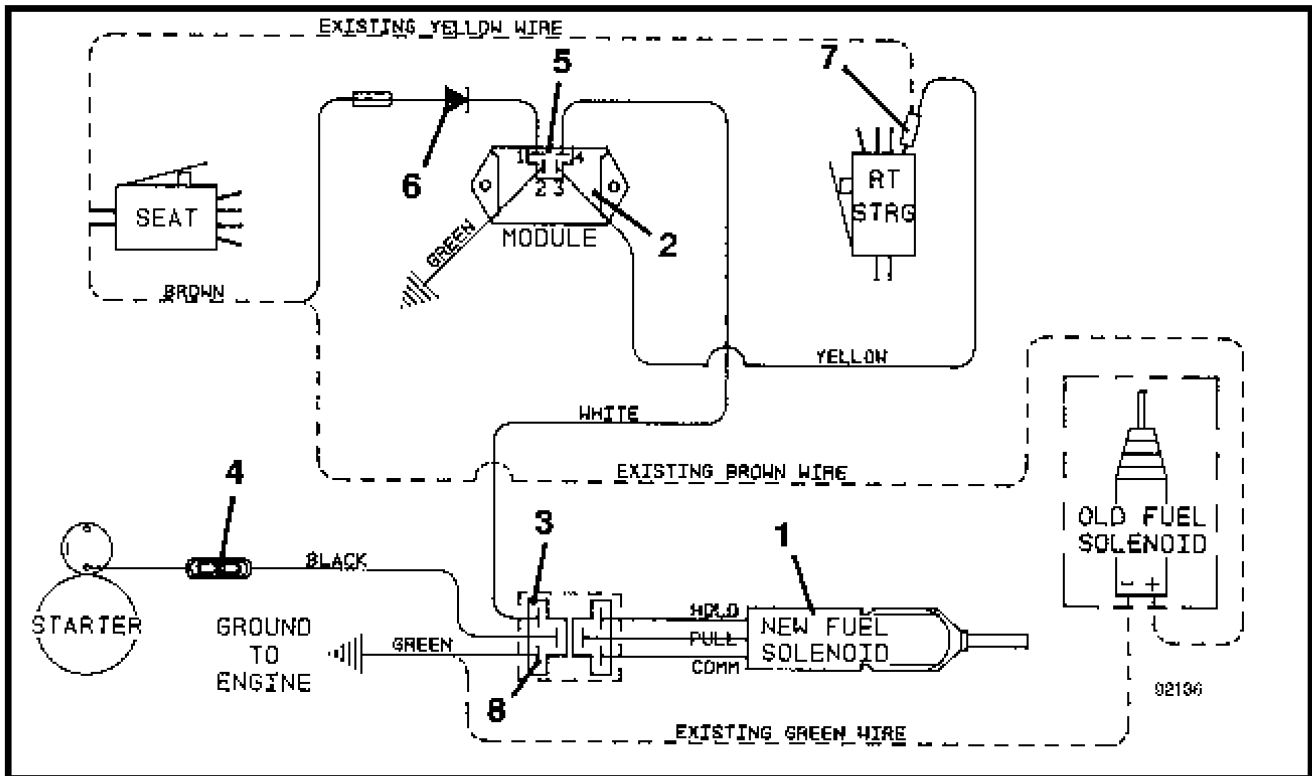 EXISTING YELLOW WIRE
5
7
6
1
4
2 3
SEAT
RT
STRG
GREEN
MODULE
2
BROWN
YELLOW
WHITE
EXISTING BROWN WIRE
4
3
1
OLD FUEL
SOLENOID
- +
BLACK
STARTER
GROUND
TO
ENGINE
GREEN
HOLD
PULL
COMM
NEW FUEL
SOLENOID
8
92136
EXISTING GREEN WIRE